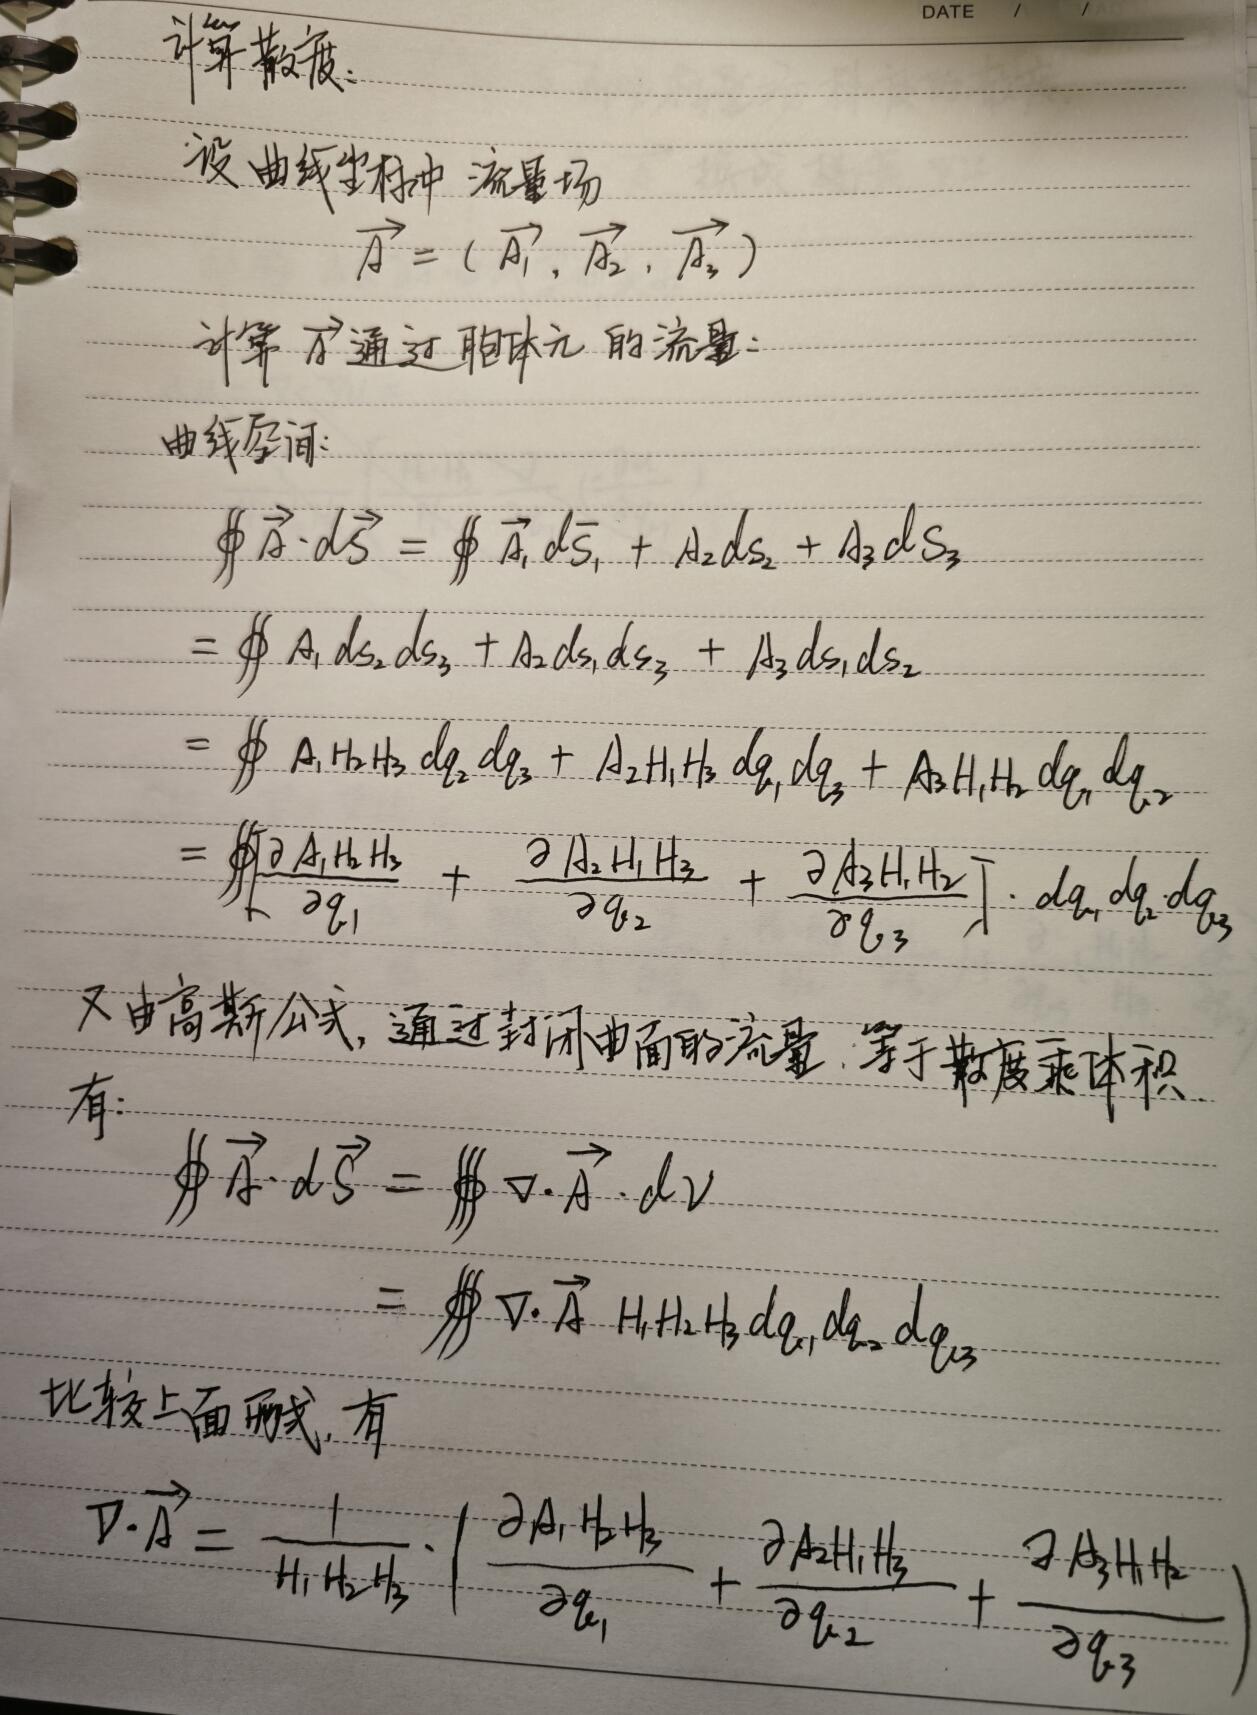 DATE / /
计算散度:
设曲线坐标中 流量场
$\vec{A} = (\vec{A_1}, \vec{A_2}, \vec{A_3})$
计算 $\vec{A}$ 通过胞体元的流量:
曲线空间:
$\oiint \vec{A} \cdot d\vec{S} = \oiint \vec{A}_1 d\bar{S}_1 + A_2 ds_2 + A_3 dS_3$
$= \oiint A_1 ds_2 ds_3 + A_2 ds_1 ds_3 + A_3 ds_1 ds_2$
$= \oiint A_1 H_2 H_3 dq_2 dq_3 + A_2 H_1 H_3 dq_1 dq_3 + A_3 H_1 H_2 dq_1 dq_2$
$= \oiiint [\frac{\partial A_1 H_2 H_3}{\partial q_1} + \frac{\partial A_2 H_1 H_3}{\partial q_2} + \frac{\partial A_3 H_1 H_2}{\partial q_3}] \cdot dq_1 dq_2 \cdot dq_3$
又由高斯公式, 通过封闭曲面的流量, 等于散度乘体积.
有:
$\oiint \vec{A} \cdot d\vec{S} = \oiiint \nabla \cdot \vec{A} \cdot dV$
$= \oiiint \nabla \cdot \vec{A} \ H_1 H_2 H_3 dq_1 dq_2 dq_3$
比较上面两式, 有
$\nabla \cdot \vec{A} = \frac{1}{H_1 H_2 H_3} \cdot (\frac{\partial A_1 H_2 H_3}{\partial q_1} + \frac{\partial A_2 H_1 H_3}{\partial q_2} + \frac{\partial A_3 H_1 H_2}{\partial q_3})$